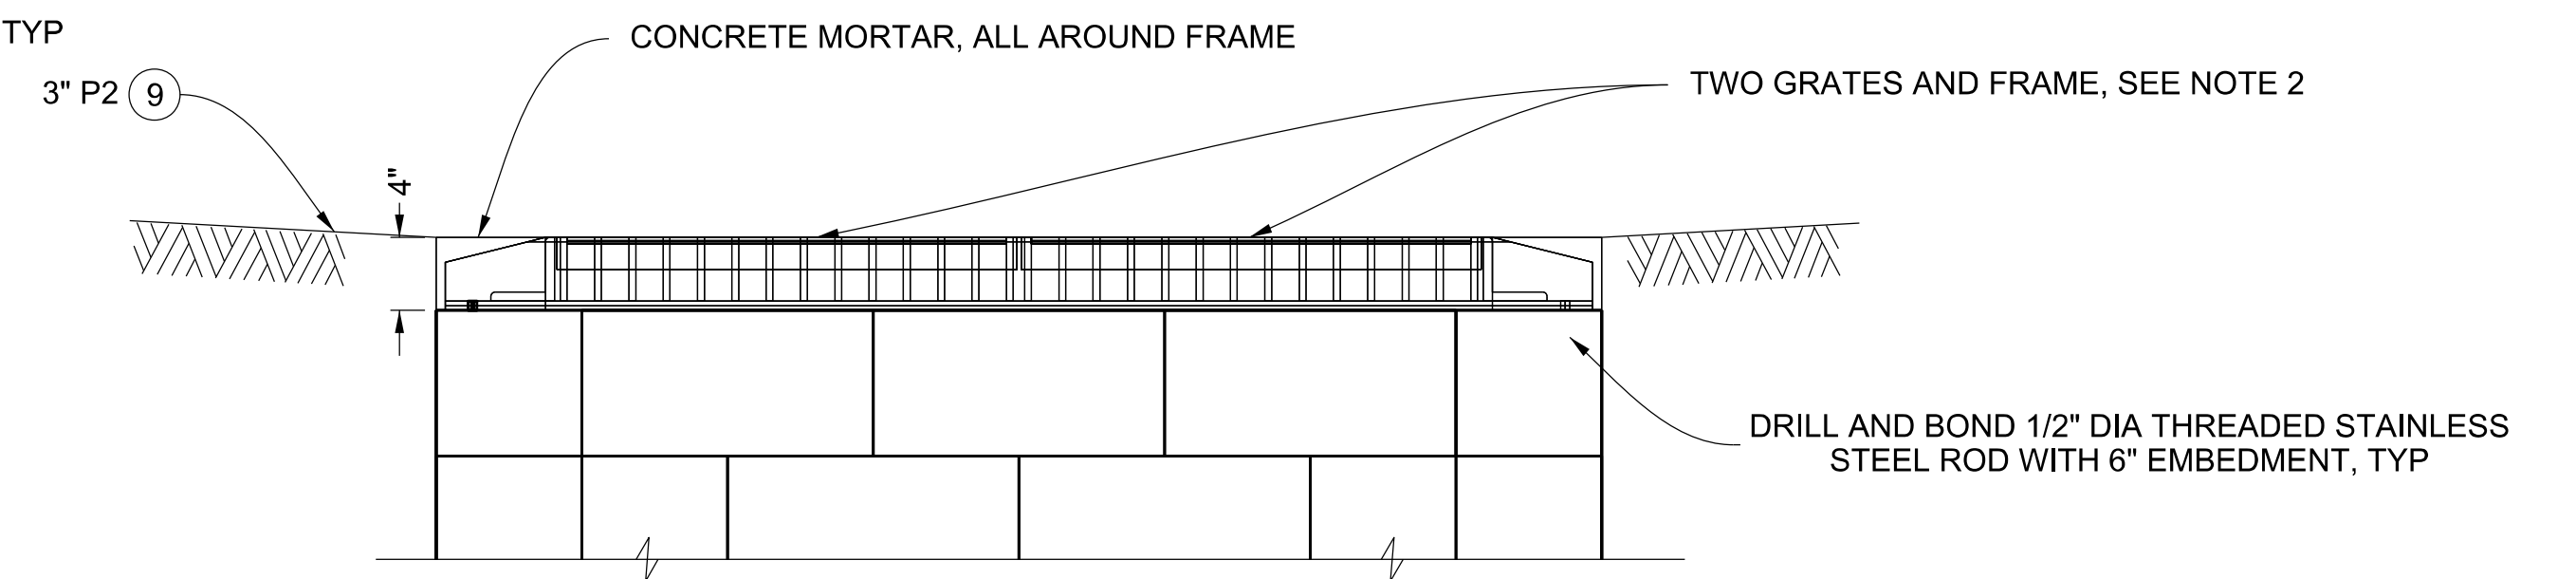 TYP
CONCRETE MORTAR, ALL AROUND FRAME
3" P2 9
TWO GRATES AND FRAME, SEE NOTE 2
4"
DRILL AND BOND 1/2" DIA THREADED STAINLESS
STEEL ROD WITH 6" EMBEDMENT, TYP